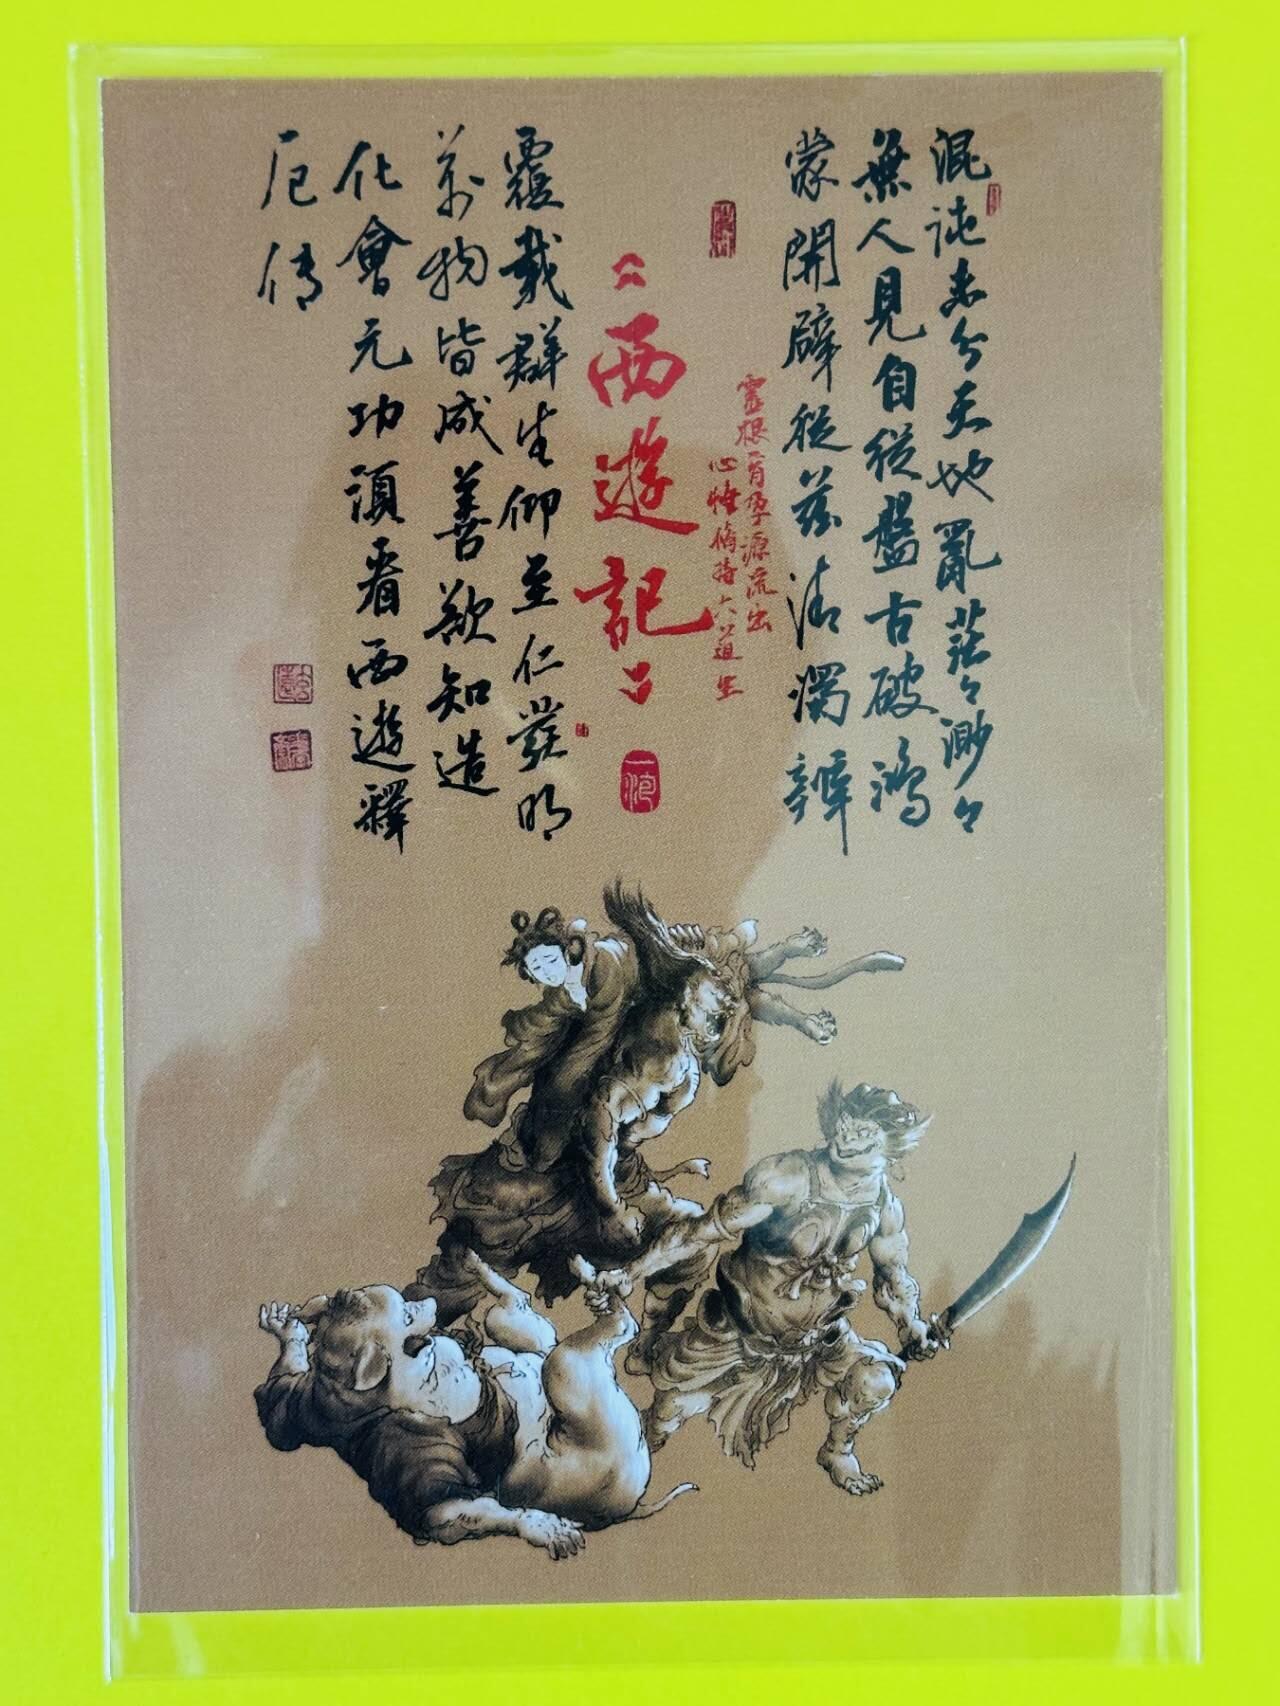 混沌未分天地亂茫々渺々
無人見自從盤古破鴻
蒙開闢從茲清濁辨
靈根育孕源流出
心性脩持大道生
西遊記
覆載群生仰至仁發明
萬物皆成善欲知造
化會元功須看西遊釋
厄傳